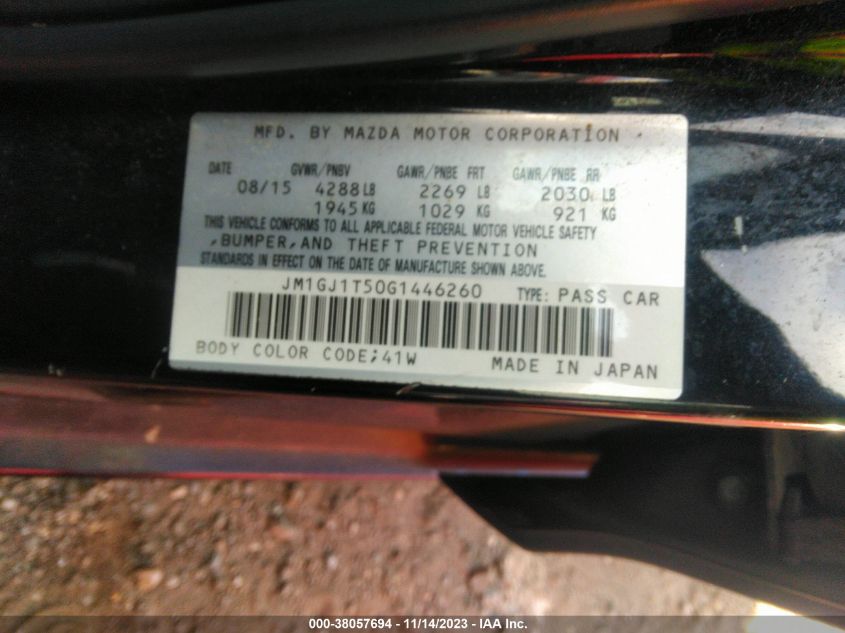 MFD. BY MAZDA MOTOR CORPORATION
DATE GVWR/PNBV GAWR/PNBE FRT GAWR/PNBE RR
08/15 4288 LB 2269 LB 2030 LB
1945 KG 1029 KG 921 KG
THIS VEHICLE CONFORMS TO ALL APPLICABLE FEDERAL MOTOR VEHICLE SAFETY
,BUMPER,AND THEFT PREVENTION
STANDARDS IN EFFECT ON THE DATE OF MANUFACTURE SHOWN ABOVE.
JM1GJ1T50G1446260 TYPE: PASS CAR
BODY COLOR CODE;41W MADE IN JAPAN
000-38057694 - 11/14/2023 - IAA Inc.